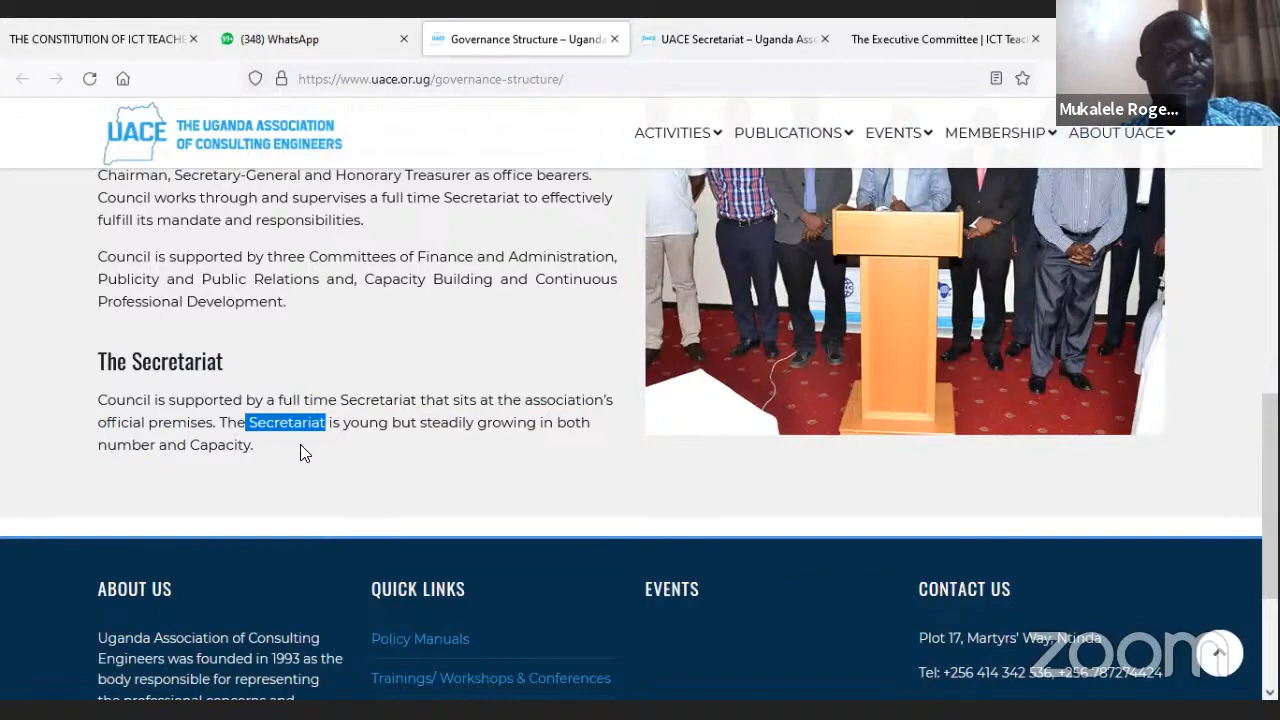 THE CONSTITUTION OF ICT TEACHE
(348) WhatsApp
Governance Structure – Uganda
UACE Secretariat – Uganda Ass
The Executive Committee | ICT Teac
https://www.uace.or.ug/governance-structure/
Mukalele Roge...
UACE
THE UGANDA ASSOCIATION
OF CONSULTING ENGINEERS
ACTIVITIES PUBLICATIONS EVENTS MEMBERSHIP ABOUT UACE
Chairman, Secretary-General and Honorary Treasurer as office bearers.
Council works through and supervises a full time Secretariat to effectively
fulfill its mandate and responsibilities.
Council is supported by three Committees of Finance and Administration,
Publicity and Public Relations and, Capacity Building and Continuous
Professional Development.
The Secretariat
Council is supported by a full time Secretariat that sits at the association's
official premises. The Secretariat is young but steadily growing in both
number and Capacity.
ABOUT US
Uganda Association of Consulting
Engineers was founded in 1993 as the
body responsible for representing
the professional concerns and
QUICK LINKS
Policy Manuals
Trainings/ Workshops & Conferences
EVENTS
CONTACT US
Plot 17, Martyrs' Way, Ntinda
Tel: +256 414 342 536, +256 787274424
zoom